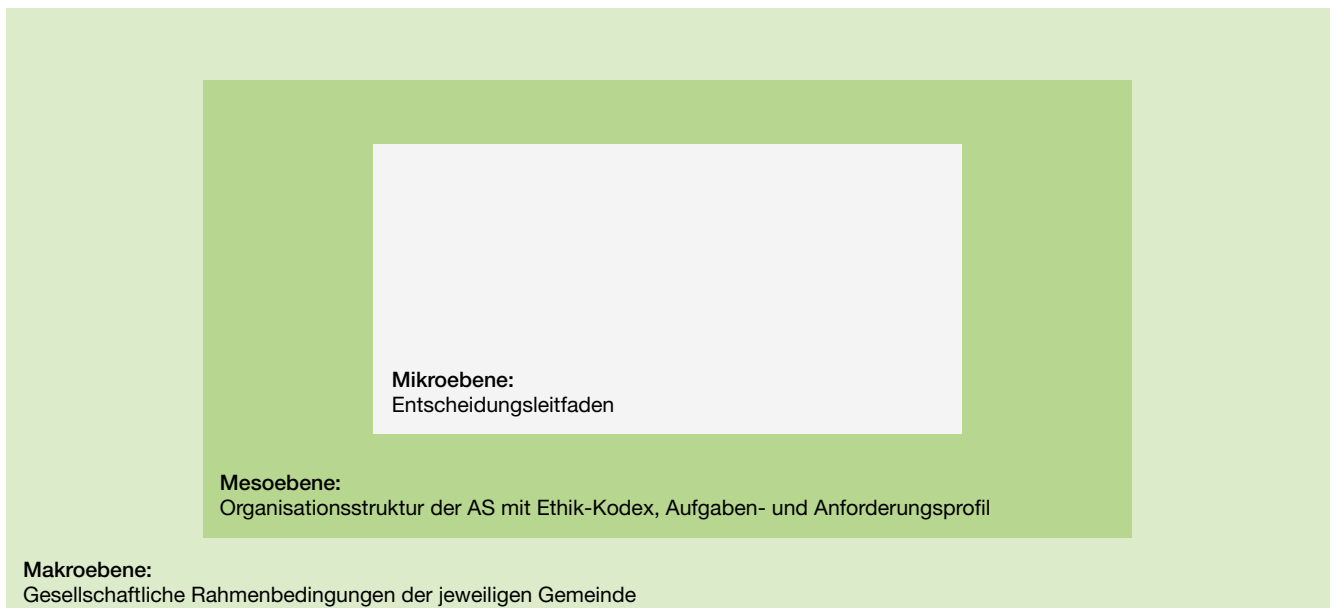 Mikroebene:
Entscheidungsleitfaden
Mesoebene:
Organisationsstruktur der AS mit Ethik-Kodex, Aufgaben- und Anforderungsprofil
Makroebene:
Gesellschaftliche Rahmenbedingungen der jeweiligen Gemeinde